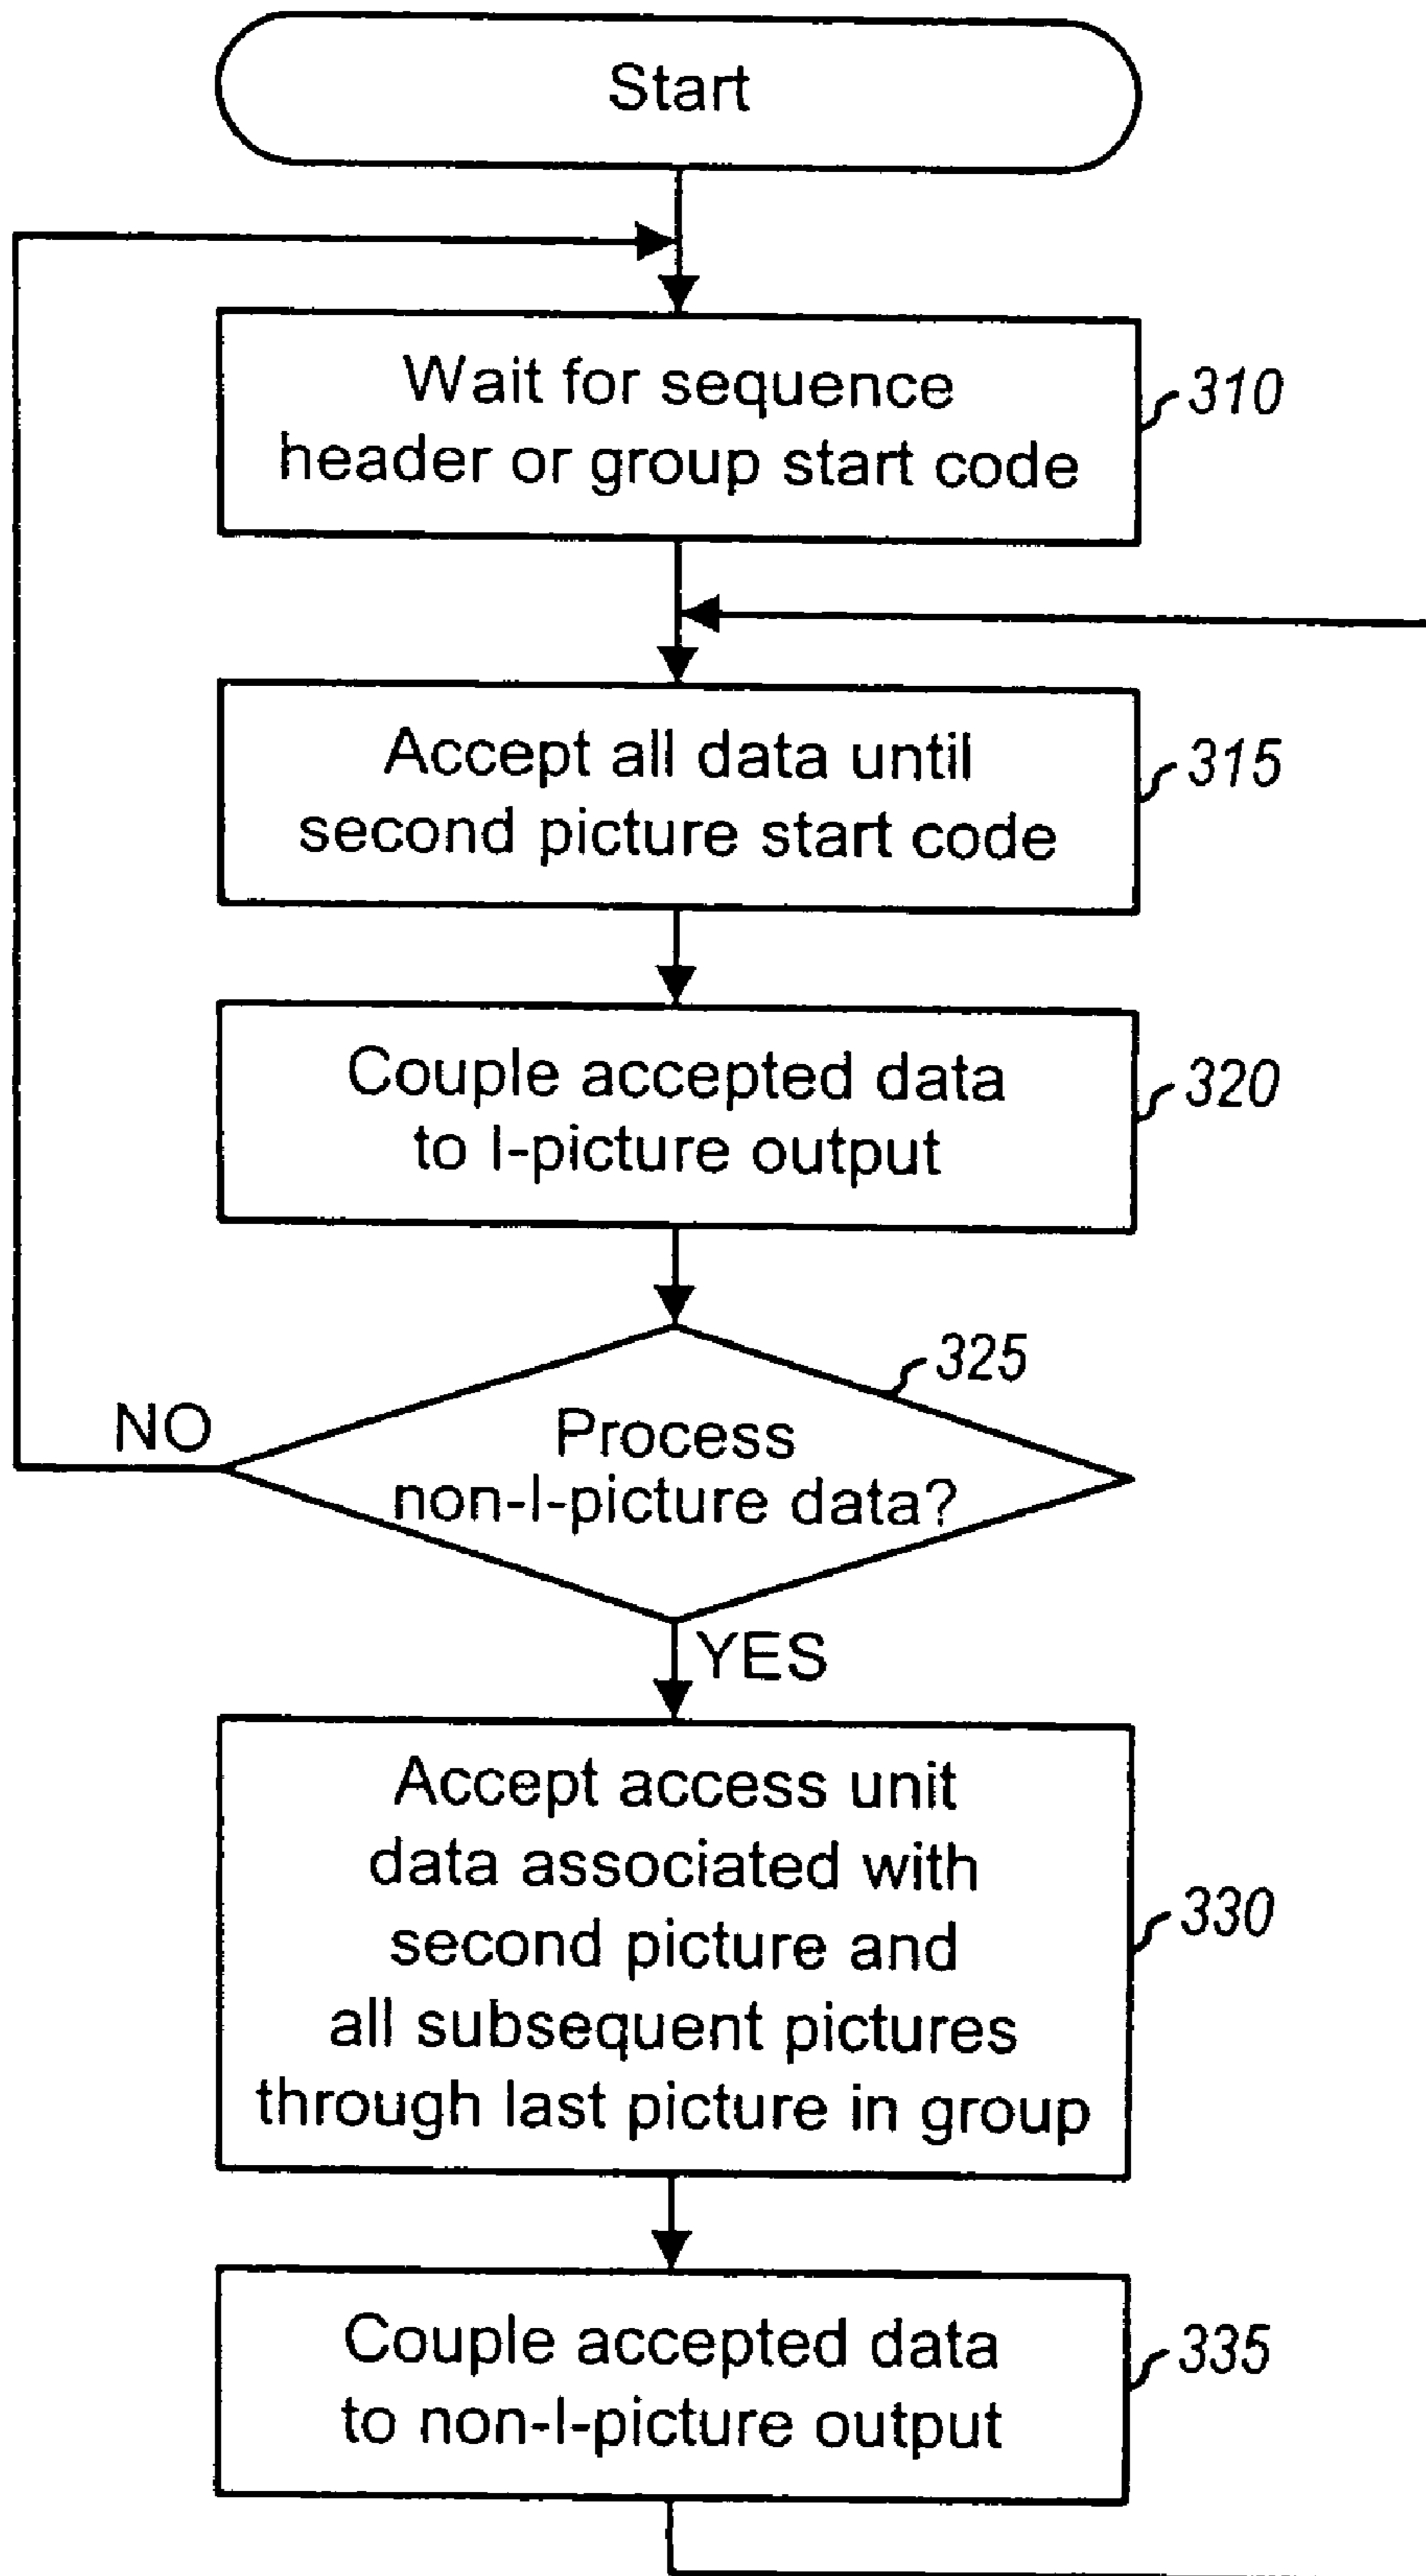 Start
Wait for sequence
header or group start code
310
Accept all data until
second picture start code
315
Couple accepted data
to I-picture output
320
325
Process
non-I-picture data?
NO
YES
Accept access unit
data associated with
second picture and
all subsequent pictures
through last picture in group
330
Couple accepted data
to non-I-picture output
335